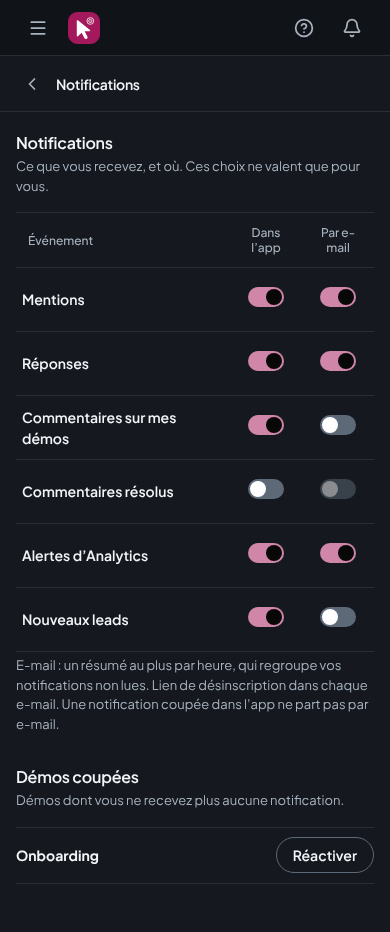 Notifications
Notifications
Ce que vous recevez, et où. Ces choix ne valent que pour
vous.
Événement
Dans
l’app
Par e-
mail
Mentions
Réponses
Commentaires sur mes
démos
Commentaires résolus
Alertes d’Analytics
Nouveaux leads
E-mail : un résumé au plus par heure, qui regroupe vos
notifications non lues. Lien de désinscription dans chaque
e-mail. Une notification coupée dans l’app ne part pas par
e-mail.
Démos coupées
Démos dont vous ne recevez plus aucune notification.
Onboarding
Réactiver